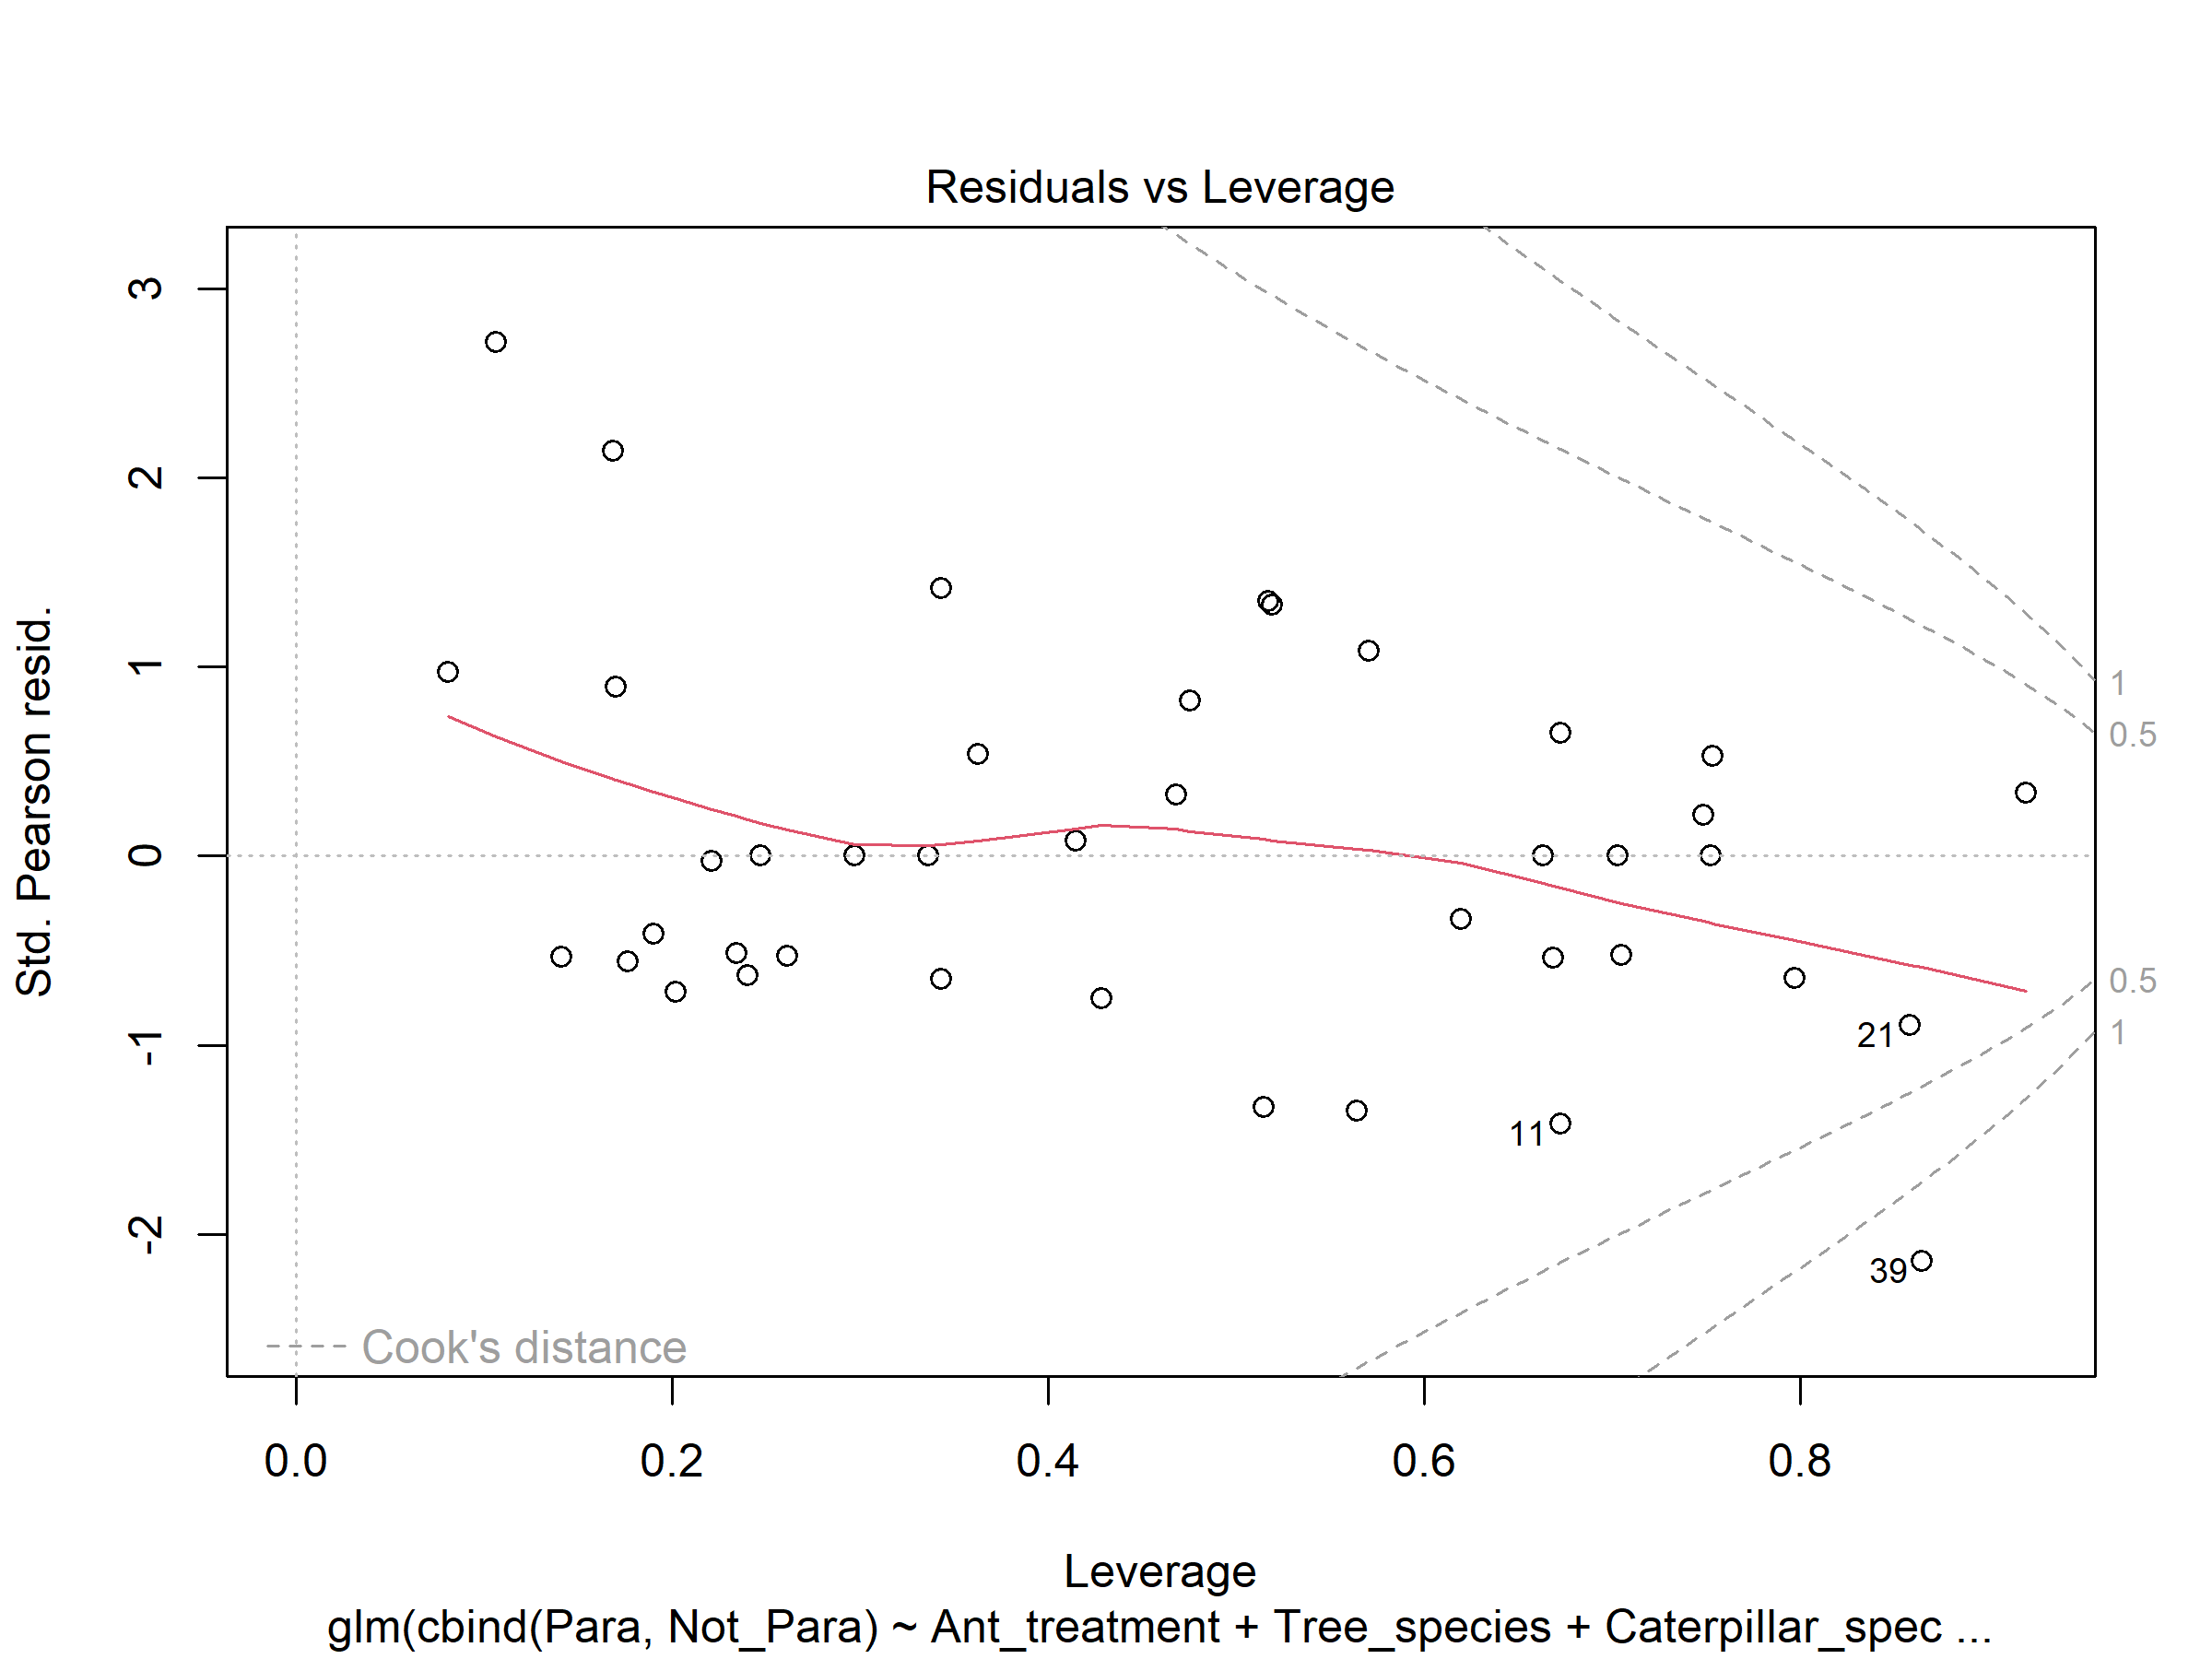 Residuals vs Leverage
Std. Pearson resid.
3
2
1
0
-1
-2
1
0.5
0.5
1
21
11
39
Cook's distance
0.0 0.2 0.4 0.6 0.8
Leverage
glm(cbind(Para, Not_Para) ~ Ant_treatment + Tree_species + Caterpillar_spec ...